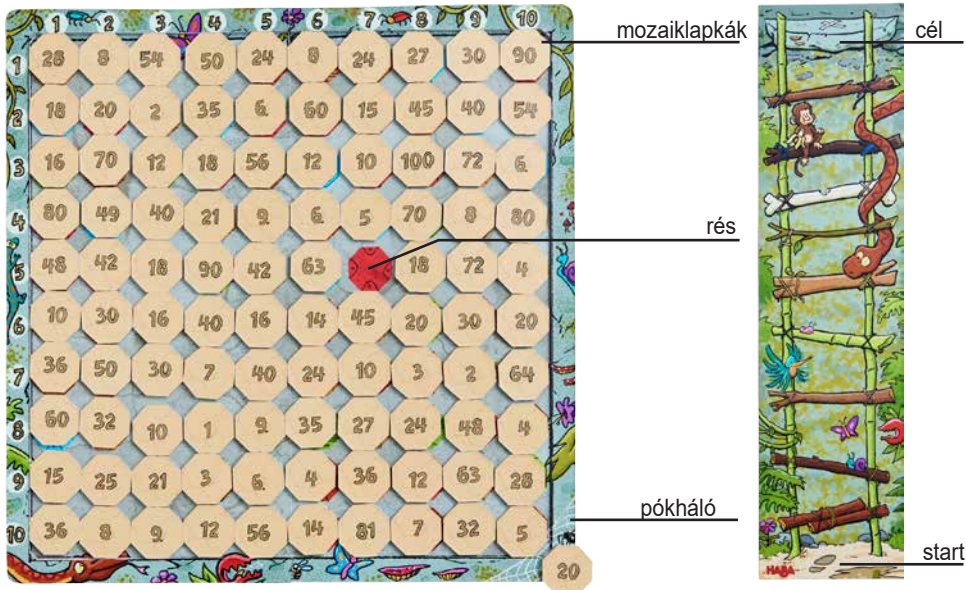 1 2 3 4 5 6 7 8 9 10
1 28 8 54 50 24 8 24 27 30 90
2 18 20 2 35 6 60 15 45 40 54
3 16 70 12 18 56 12 10 100 72 6
4 80 49 40 21 9 6 5 70 8 80
5 48 42 18 90 42 63 18 72 4
6 10 30 16 40 16 14 45 20 30 20
7 36 50 30 7 40 24 10 3 2 64
8 60 32 10 1 9 35 27 24 48 4
9 15 25 21 3 6 4 36 12 63 28
10 36 8 9 12 56 14 81 7 32 5
20
mozaiklapkák
rés
pókháló
cél
start
HABA